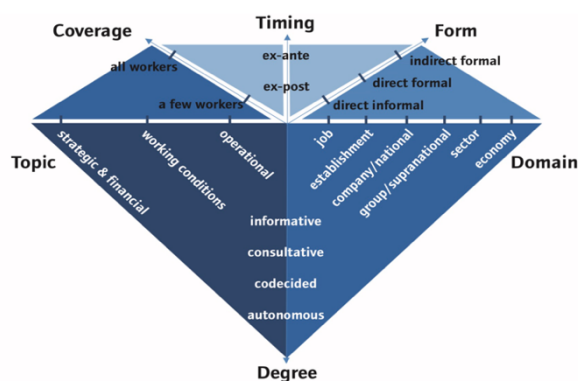 Timing
Coverage
Form
ex-ante
all workers
indirect formal
ex-post
direct formal
a few workers
direct informal
Topic
strategic & financial
working conditions
operational
job
establishment
company/national
group/supranational
sector
economy
Domain
informative
consultative
codecided
autonomous
Degree